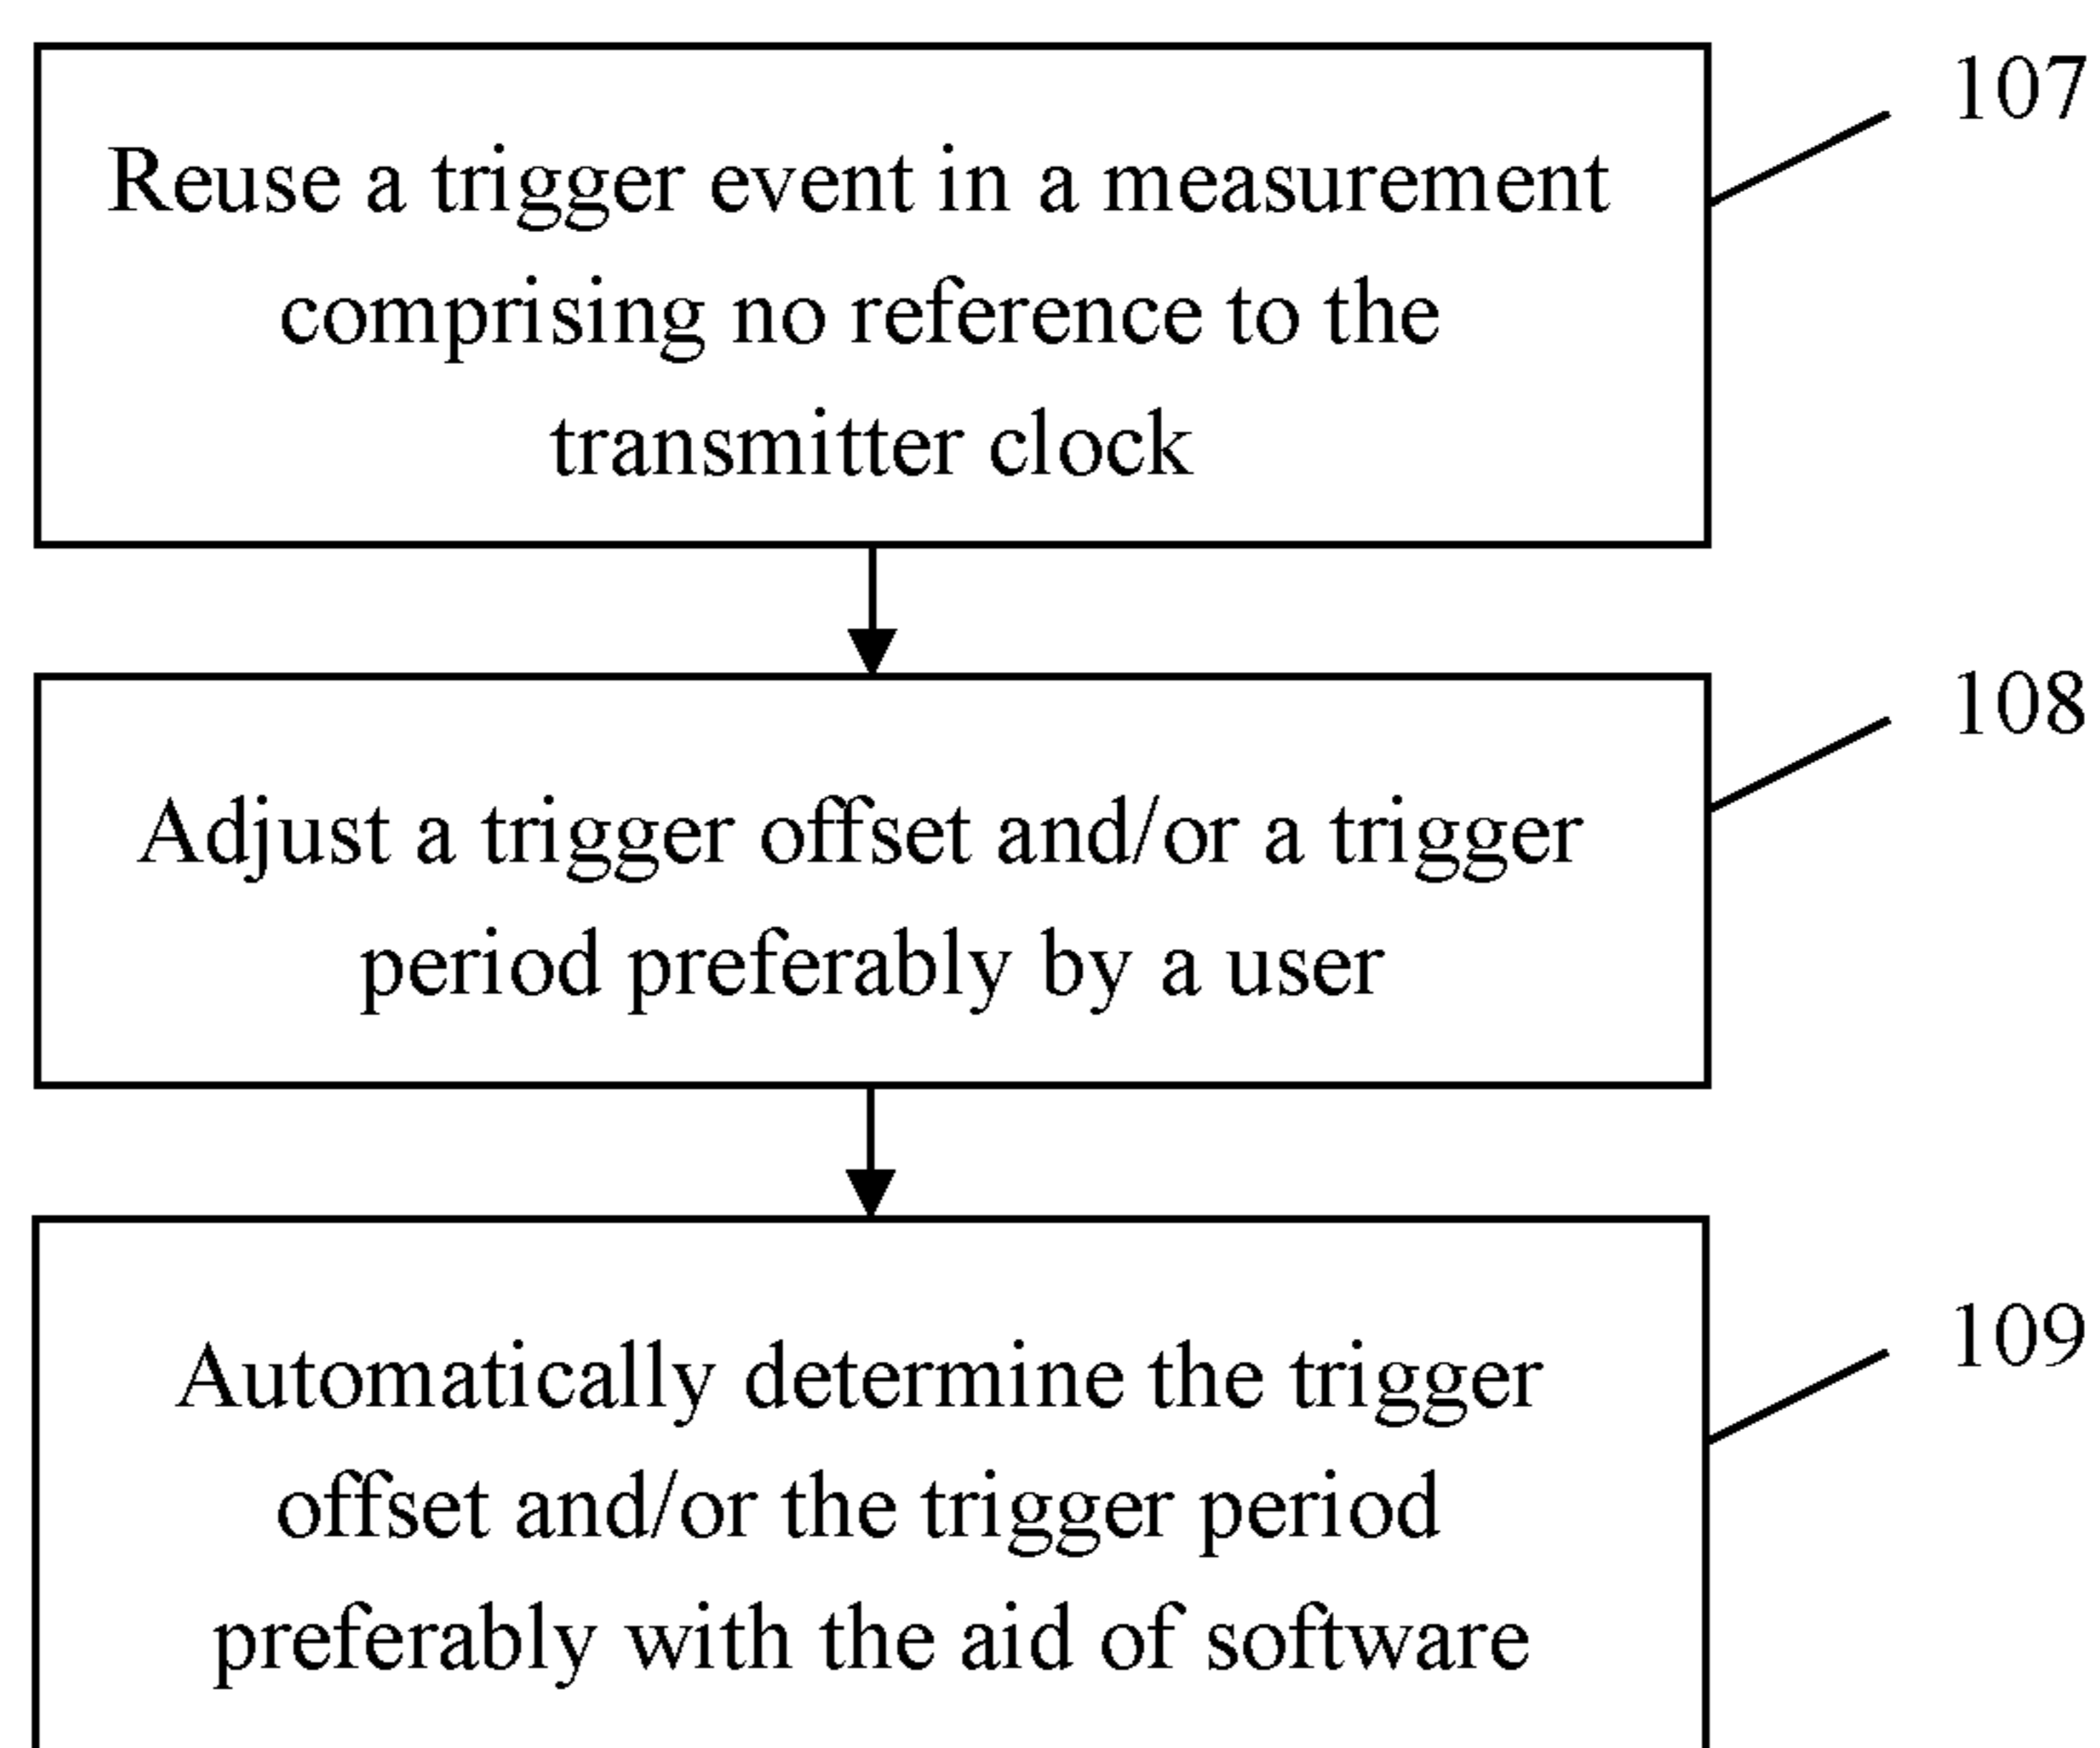 107
Reuse a trigger event in a measurement
comprising no reference to the
transmitter clock
108
Adjust a trigger offset and/or a trigger
period preferably by a user
109
Automatically determine the trigger
offset and/or the trigger period
preferably with the aid of software